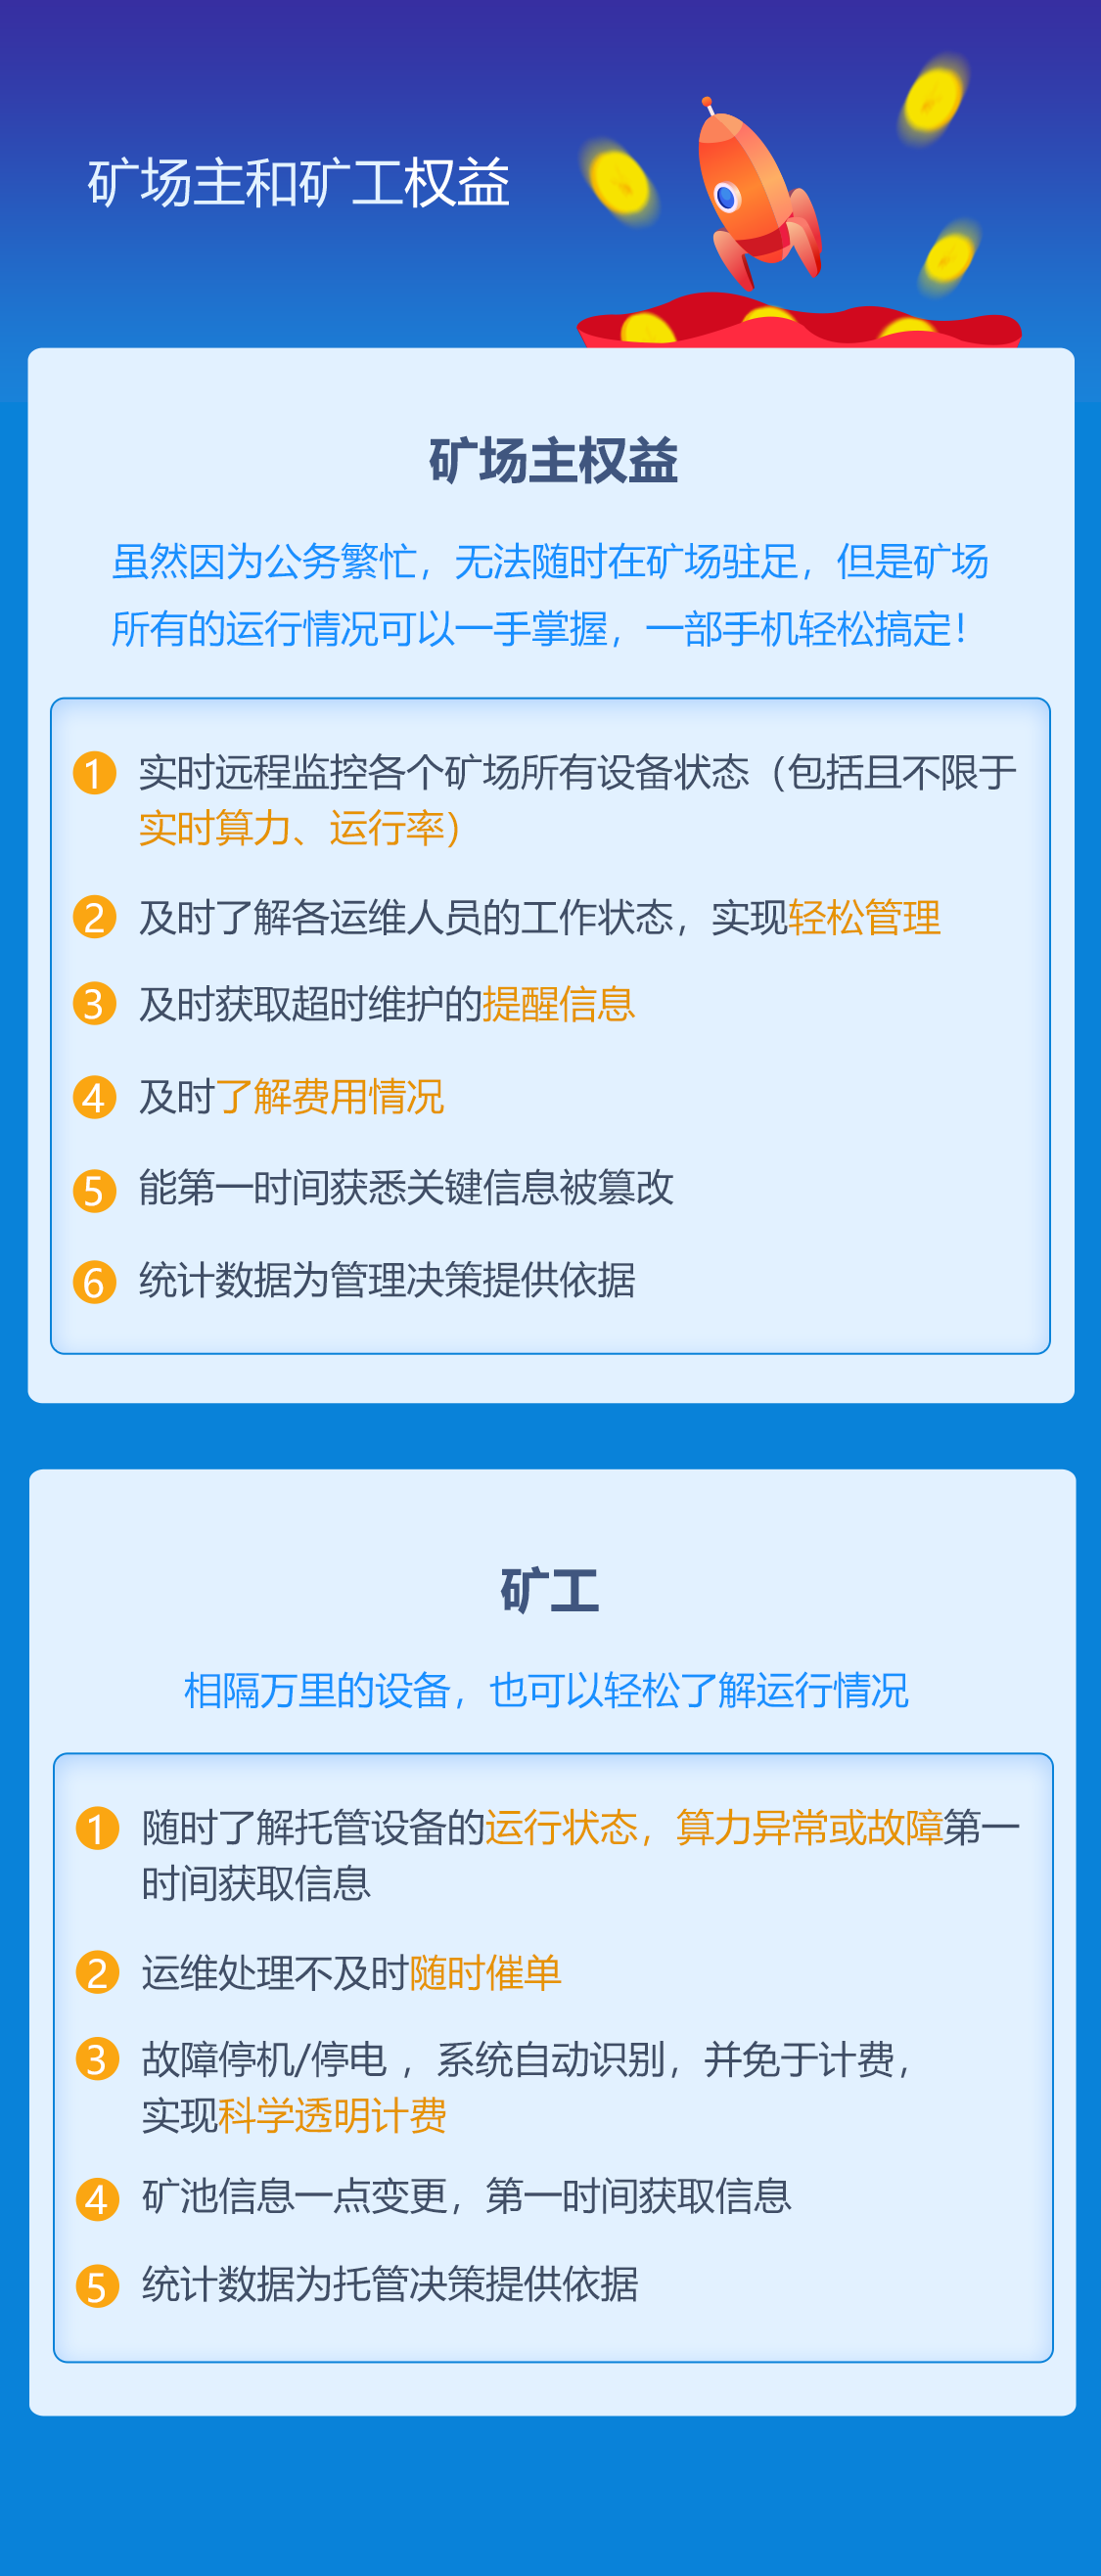 矿场主和矿工权益
矿场主权益
虽然因为公务繁忙，无法随时在矿场驻足，但是矿场
所有的运行情况可以一手掌握，一部手机轻松搞定！
1 实时远程监控各个矿场所有设备状态（包括且不限于
实时算力、运行率）
2 及时了解各运维人员的工作状态，实现轻松管理
3 及时获取超时维护的提醒信息
4 及时了解费用情况
5 能第一时间获悉关键信息被篡改
6 统计数据为管理决策提供依据
矿工
相隔万里的设备，也可以轻松了解运行情况
1 随时了解托管设备的运行状态，算力异常或故障第一
时间获取信息
2 运维处理不及时随时催单
3 故障停机/停电 ，系统自动识别，并免于计费，
实现科学透明计费
4 矿池信息一点变更，第一时间获取信息
5 统计数据为托管决策提供依据